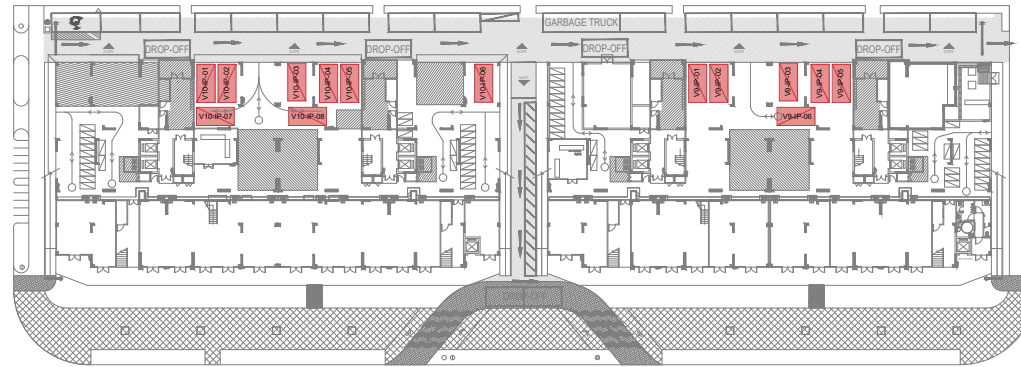 GARBAGE TRUCK
DROP-OFF
DROP-OFF
DROP-OFF
DROP-OFF
V10-IP-01
V10-IP-02
V10-IP-03
V10-IP-04
V10-IP-05
V10-IP-06
V9-IP-01
V9-IP-02
V9-IP-03
V9-IP-04
V9-IP-05
V10-IP-07
V10-IP-08
V9-IP-06
DROP-OFF